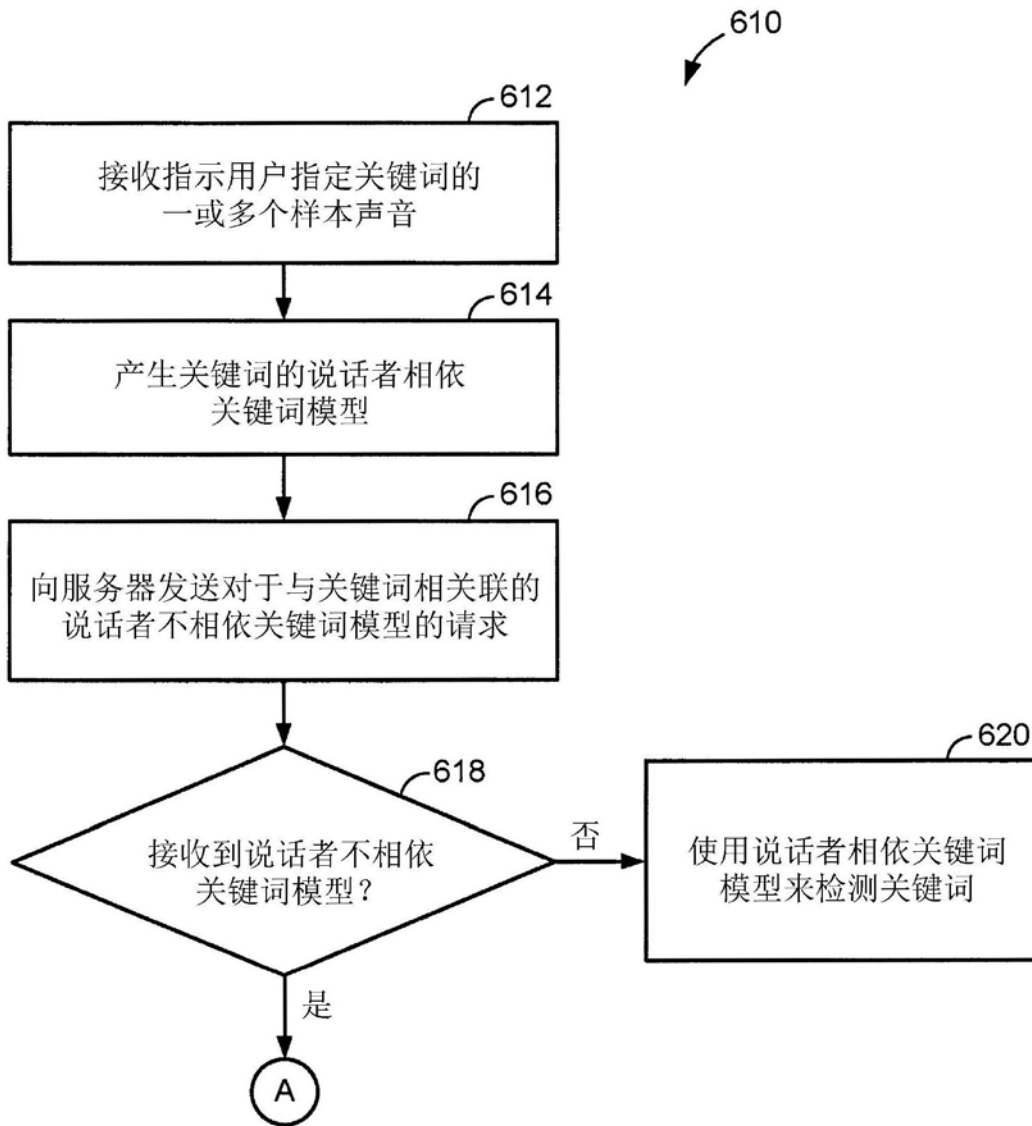 610
612
接收指示用户指定关键词的
一或多个样本声音
614
产生关键词的说话者相依
关键词模型
616
向服务器发送对于与关键词相关联的
说话者不相依关键词模型的请求
618
接收到说话者不相依
关键词模型？
否
620
使用说话者相依关键词
模型来检测关键词
是
A